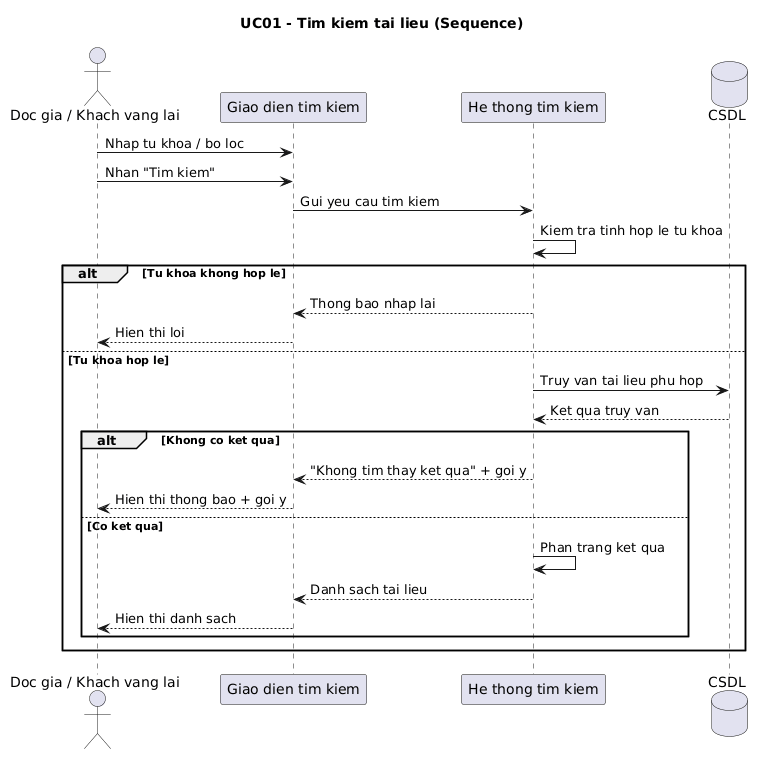 UC01 - Tim kiem tai lieu (Sequence)
Doc gia / Khach vang lai
Giao dien tim kiem
He thong tim kiem
CSDL
Nhap tu khoa / bo loc
Nhan "Tim kiem"
Gui yeu cau tim kiem
Kiem tra tinh hop le tu khoa
alt
[Tu khoa khong hop le]
Thong bao nhap lai
Hien thi loi
[Tu khoa hop le]
Truy van tai lieu phu hop
Ket qua truy van
alt
[Khong co ket qua]
"Khong tim thay ket qua" + goi y
Hien thi thong bao + goi y
[Co ket qua]
Phan trang ket qua
Danh sach tai lieu
Hien thi danh sach
Doc gia / Khach vang lai
Giao dien tim kiem
He thong tim kiem
CSDL